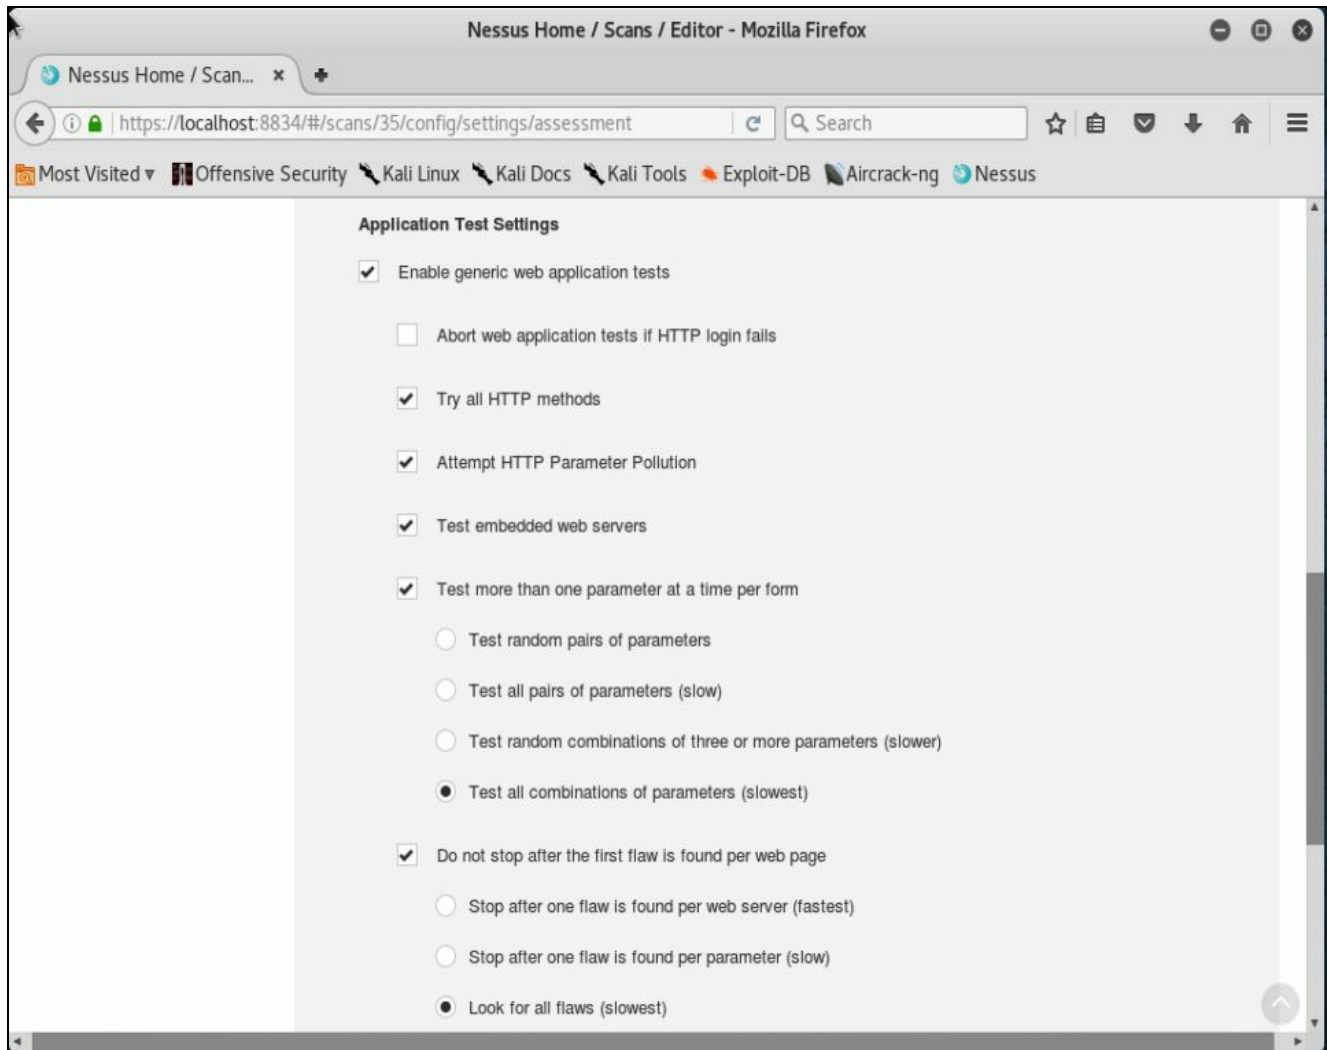 Nessus Home / Scans / Editor - Mozilla Firefox
Nessus Home / Scan...
https://localhost:8834/#/scans/35/config/settings/assessment
Search
Most Visited Offensive Security Kali Linux Kali Docs Kali Tools Exploit-DB Aircrack-ng Nessus
Application Test Settings
Enable generic web application tests
Abort web application tests if HTTP login fails
Try all HTTP methods
Attempt HTTP Parameter Pollution
Test embedded web servers
Test more than one parameter at a time per form
Test random pairs of parameters
Test all pairs of parameters (slow)
Test random combinations of three or more parameters (slower)
Test all combinations of parameters (slowest)
Do not stop after the first flaw is found per web page
Stop after one flaw is found per web server (fastest)
Stop after one flaw is found per parameter (slow)
Look for all flaws (slowest)